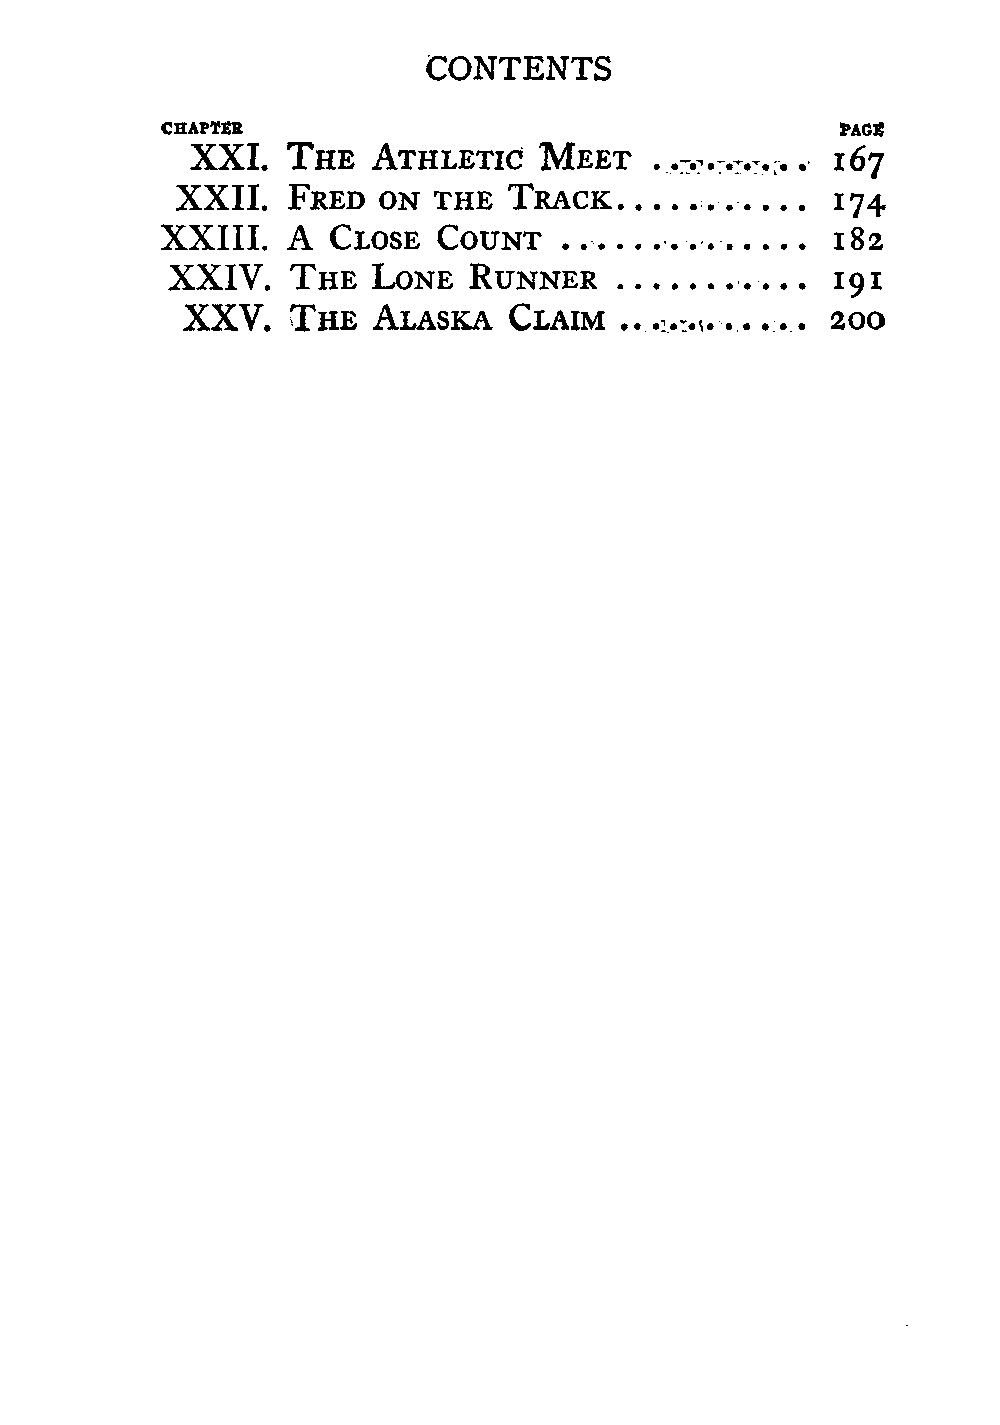 CONTENTS
CHAPTER PAGE
XXI. THE ATHLETIC MEET ......... 167
XXII. FRED ON THE TRACK........... 174
XXIII. A CLOSE COUNT .............. 182
XXIV. THE LONE RUNNER ........... 191
XXV. THE ALASKA CLAIM ........... 200